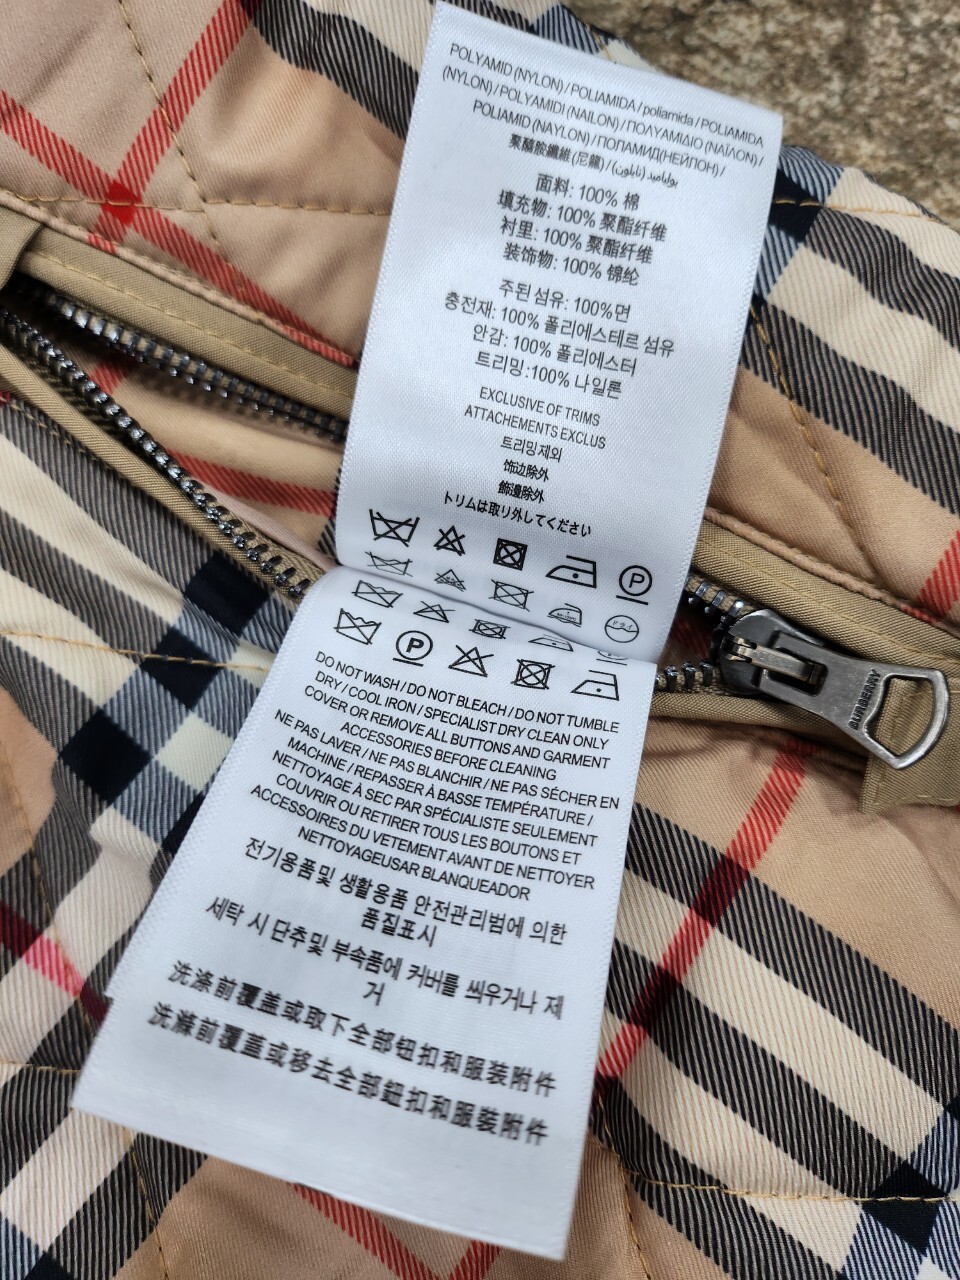 POLYAMID (NYLON) / POLIAMIDA / poliamida / POLIAMIDA
(NYLON) / POLYAMIDI (NAILON) / ΠΟΛΥΑΜΙΔΙΟ (ΝΑΪΛΟΝ) /
POLIAMID (NAYLON) / ПОЛАМИД(НЕЙЛОН) /
聚醯胺纖維 (尼龍) / بولياميد (نايلون)
面料: 100% 棉
填充物: 100% 聚酯纤维
衬里: 100% 聚酯纤维
装饰物: 100% 锦纶
주된 섬유: 100%면
충전재: 100% 폴리에스테르 섬유
안감: 100% 폴리에스터
트리밍:100% 나일론
EXCLUSIVE OF TRIMS
ATTACHEMENTS EXCLUS
트리밍제외
饰边除外
飾邊除外
トリムは取り外してください
P
P
DO NOT WASH / DO NOT BLEACH / DO NOT TUMBLE
DRY / COOL IRON / SPECIALIST DRY CLEAN ONLY
COVER OR REMOVE ALL BUTTONS AND GARMENT
ACCESSORIES BEFORE CLEANING
NE PAS LAVER / NE PAS BLANCHIR / NE PAS SÉCHER EN
MACHINE / REPASSER À BASSE TEMPÉRATURE /
NETTOYAGE À SEC PAR SPÉCIALISTE SEULEMENT
COUVRIR OU RETIRER TOUS LES BOUTONS ET
ACCESSOIRES DU VETEMENT AVANT DE NETTOYER
NETTOYAGEUSAR BLANQUEADOR
전기용품및 생활용품 안전관리범에 의한
품질표시
세탁 시 단추및 부속품에 커버를 씌우거나 제
거
洗涤前覆盖或取下全部钮扣和服装附件
洗滌前覆蓋或移去全部鈕扣和服裝附件
BURBERRY